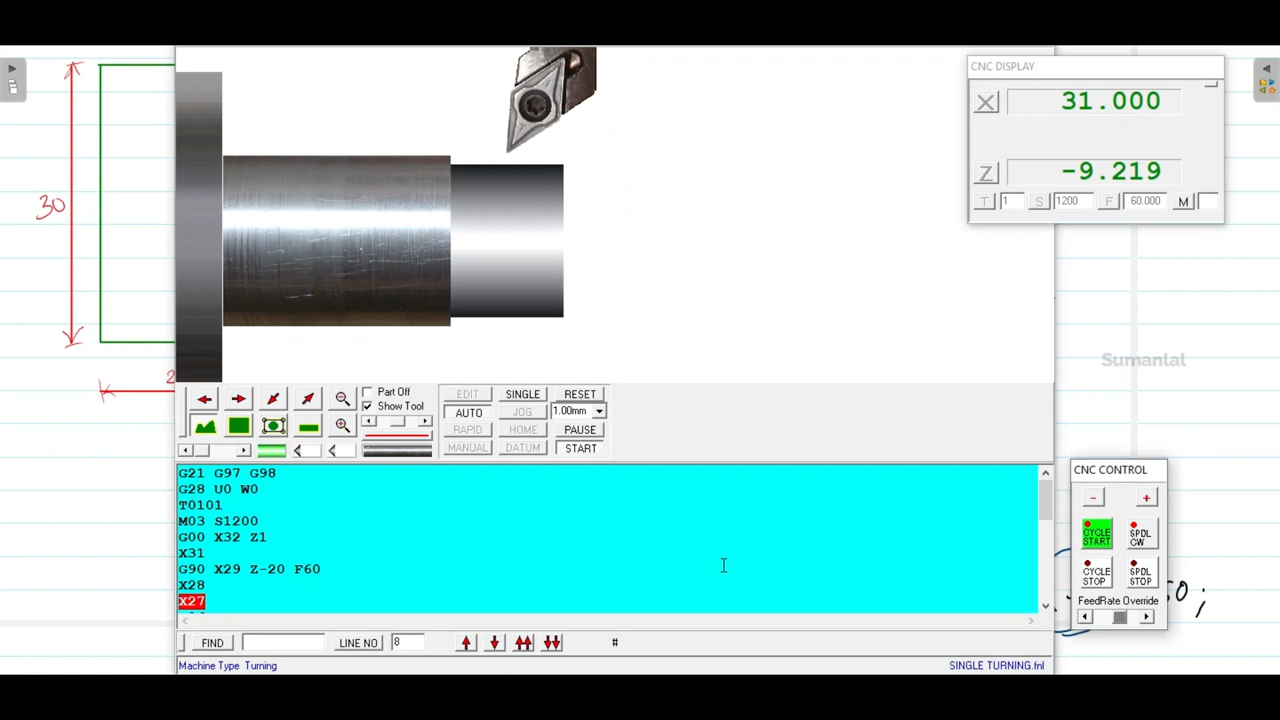 CNC DISPLAY
X 31.000
Z -9.219
T 1 S 1200 F 60.000 M
30
2
Sumanlal
Part Off
Show Tool
EDIT SINGLE RESET
AUTO JOG 1.00mm
RAPID HOME PAUSE
MANUAL DATUM START
G21 G97 G98
G28 U0 W0
T0101
M03 S1200
G00 X32 Z1
X31
G90 X29 Z-20 F60
X28
X27
CNC CONTROL
- +
CYCLE START SPDL CW
CYCLE STOP SPDL STOP
FeedRate Override
50;
FIND LINE NO 8 #
Machine Type Turning SINGLE TURNING.fnl